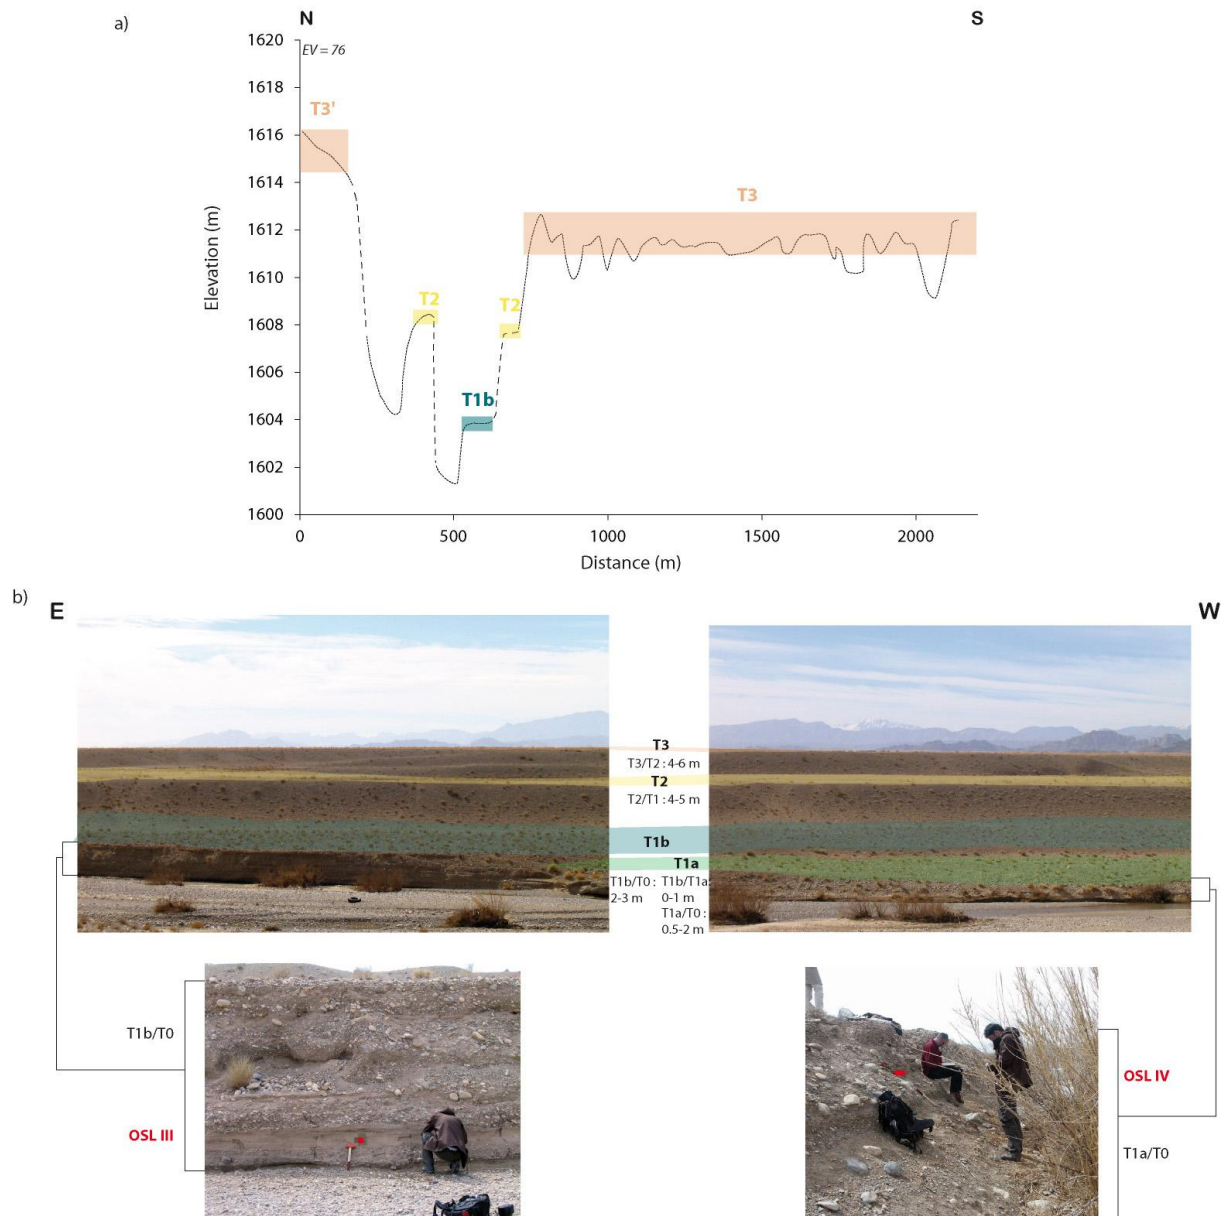 a)
N
S
EV = 76
1620
1618
1616
1614
1612
1610
1608
1606
1604
1602
1600
Elevation (m)
T3'
T3
T2
T2
T1b
0
500
1000
1500
2000
Distance (m)
b)
E
W
T3
T3/T2 : 4-6 m
T2
T2/T1 : 4-5 m
T1b
T1a
T1b/T0 :
2-3 m
T1b/T1a:
0-1 m
T1a/T0 :
0.5-2 m
T1b/T0
OSL III
OSL IV
T1a/T0